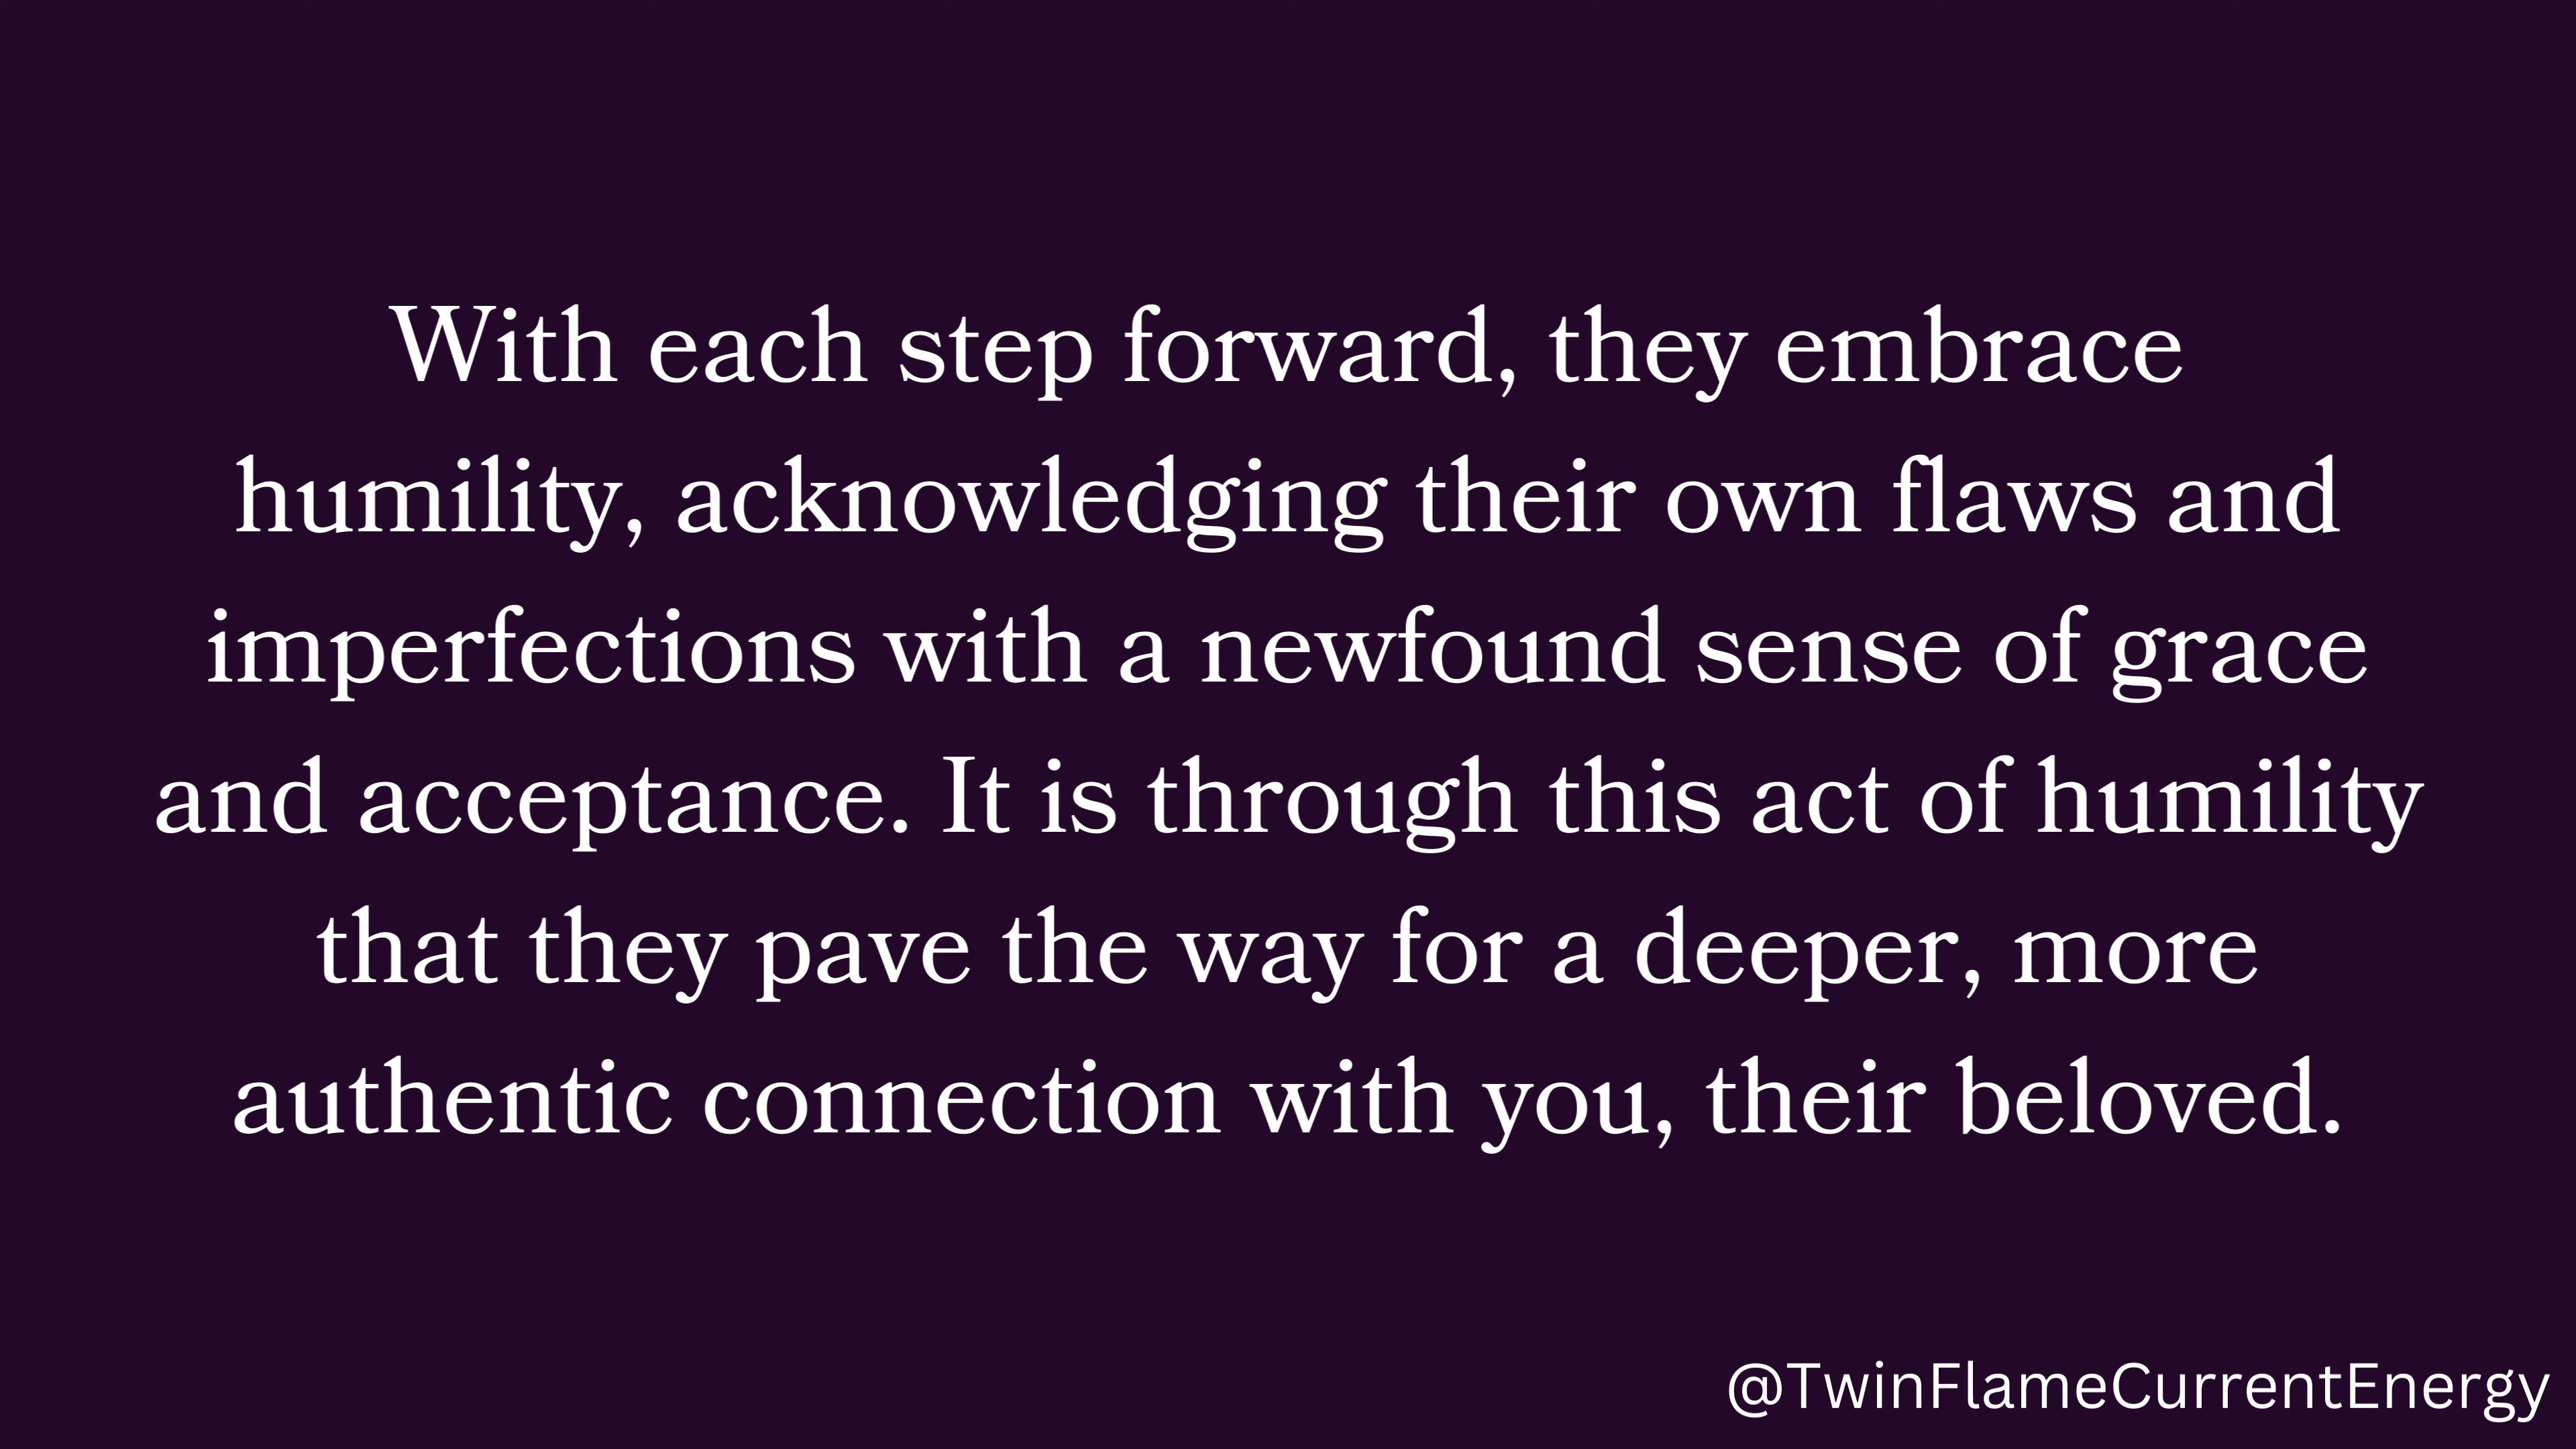 With each step forward, they embrace
humility, acknowledging their own flaws and
imperfections with a newfound sense of grace
and acceptance. It is through this act of humility
that they pave the way for a deeper, more
authentic connection with you, their beloved.
@TwinFlameCurrentEnergy